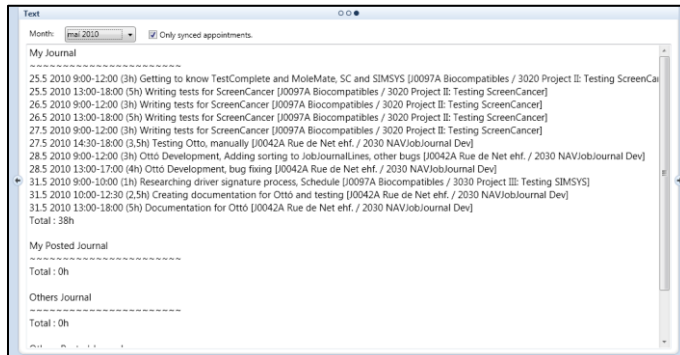 Text
Month: maí 2010 Only synced appointments.
My Journal
~~~~~~~~~~~~~~~~~~~~~~~
25.5 2010 9:00-12:00 (3h) Getting to know TestComplete and MoleMate, SC and SIMSYS [J0097A Biocompatibles / 3020 Project II: Testing ScreenCa
25.5 2010 13:00-18:00 (5h) Writing tests for ScreenCancer [J0097A Biocompatibles / 3020 Project II: Testing ScreenCancer]
26.5 2010 9:00-12:00 (3h) Writing tests for ScreenCancer [J0097A Biocompatibles / 3020 Project II: Testing ScreenCancer]
26.5 2010 13:00-18:00 (5h) Writing tests for ScreenCancer [J0097A Biocompatibles / 3020 Project II: Testing ScreenCancer]
27.5 2010 9:00-12:00 (3h) Writing tests for ScreenCancer [J0097A Biocompatibles / 3020 Project II: Testing ScreenCancer]
27.5 2010 14:30-18:00 (3,5h) Testing Otto, manually [J0042A Rue de Net ehf. / 2030 NAVJobJournal Dev]
28.5 2010 9:00-12:00 (3h) Ottó Development, Adding sorting to JobJournalLines, other bugs [J0042A Rue de Net ehf. / 2030 NAVJobJournal Dev]
28.5 2010 13:00-17:00 (4h) Ottó Development, bug fixing [J0042A Rue de Net ehf. / 2030 NAVJobJournal Dev]
31.5 2010 9:00-10:00 (1h) Researching driver signature process, Schedule [J0097A Biocompatibles / 3030 Project III: Testing SIMSYS]
31.5 2010 10:00-12:30 (2,5h) Creating documentation for Ottó and testing [J0042A Rue de Net ehf. / 2030 NAVJobJournal Dev]
31.5 2010 13:00-18:00 (5h) Documentation for Ottó [J0042A Rue de Net ehf. / 2030 NAVJobJournal Dev]
Total : 38h
My Posted Journal
~~~~~~~~~~~~~~~~~~~~~~~
Total : 0h
Others Journal
~~~~~~~~~~~~~~~~~~~~~~~
Total : 0h